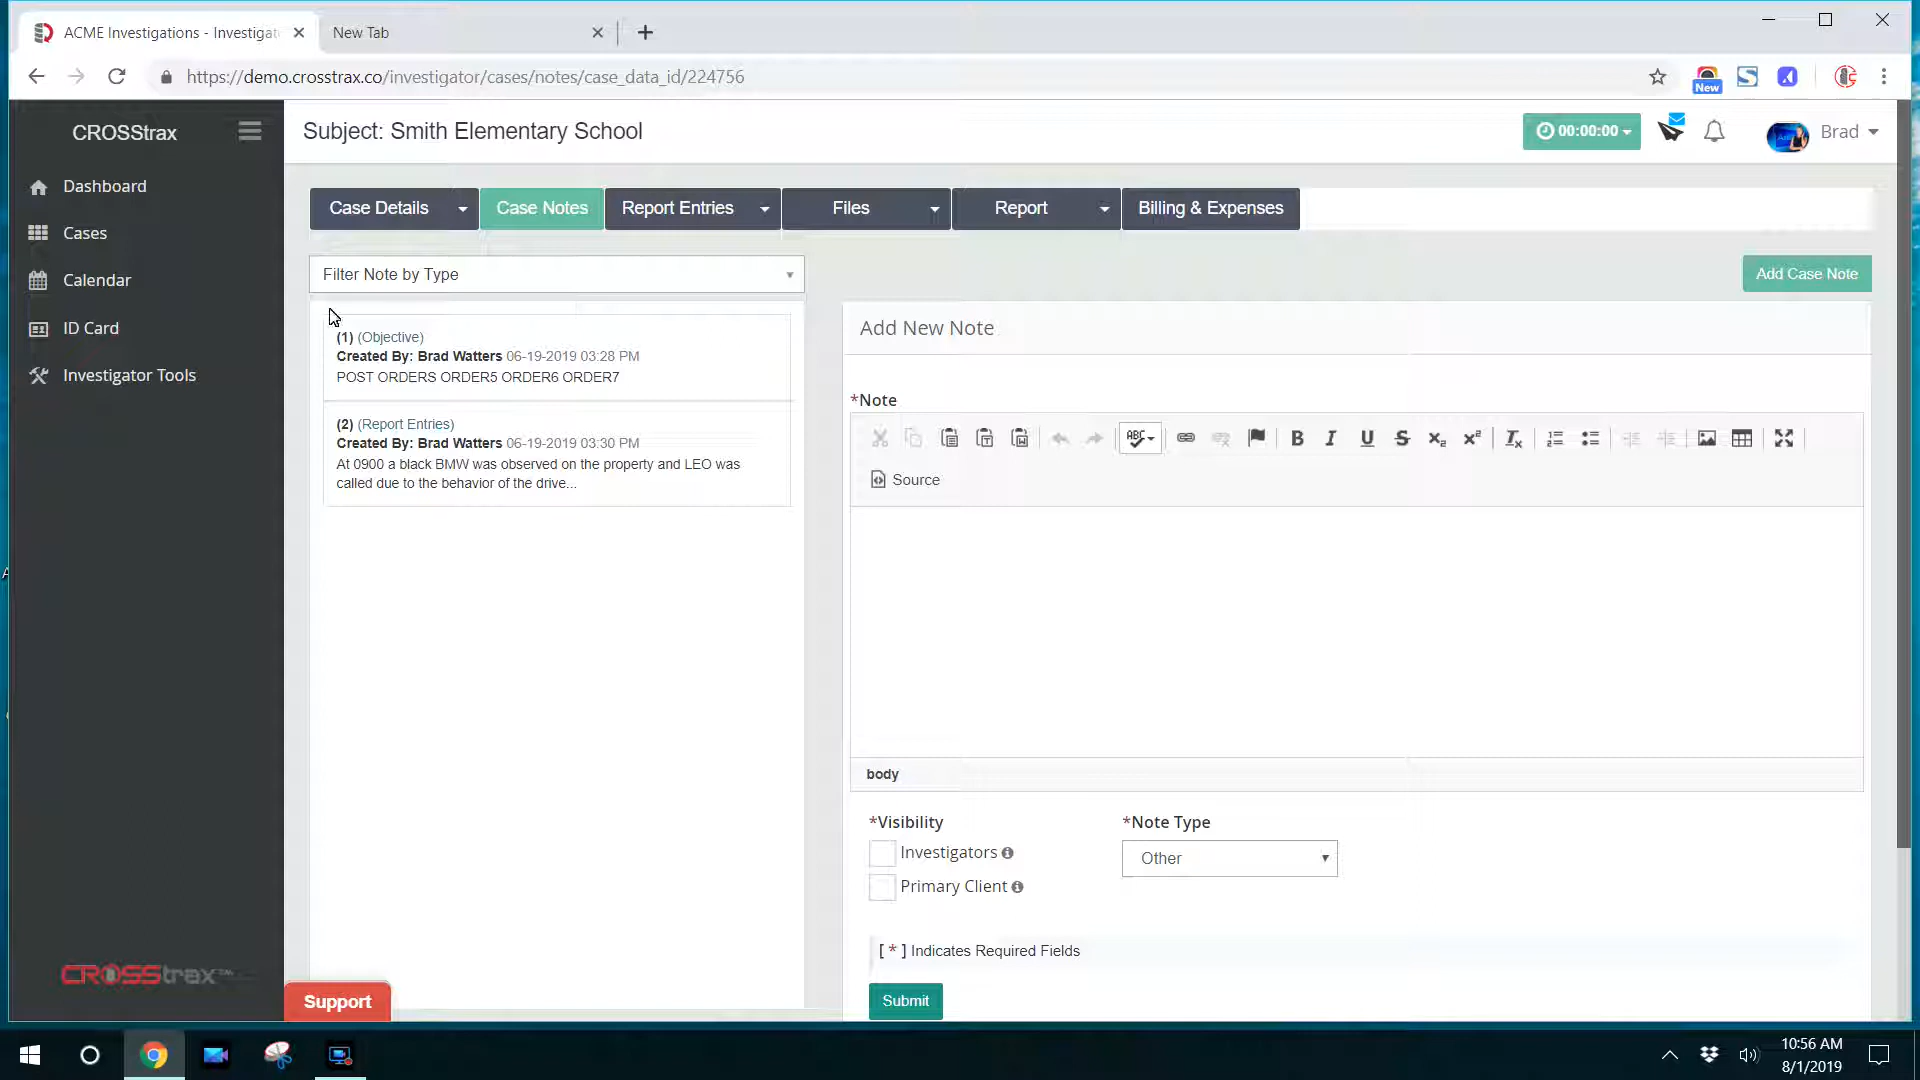 ACME Investigations - Investigat
New Tab
https://demo.crosstrax.co/investigator/cases/notes/case_data_id/224756
New
CROSStrax
Subject: Smith Elementary School
00:00:00
Brad
Dashboard
Cases
Calendar
ID Card
Investigator Tools
Case Details
Case Notes
Report Entries
Files
Report
Billing & Expenses
Filter Note by Type
Add Case Note
(1) (Objective)
Created By: Brad Watters 06-19-2019 03:28 PM
POST ORDERS ORDER5 ORDER6 ORDER7
(2) (Report Entries)
Created By: Brad Watters 06-19-2019 03:30 PM
At 0900 a black BMW was observed on the property and LEO was
called due to the behavior of the drive...
Add New Note
*Note
ABC
B I U S x₂ x² Tx
Source
body
*Visibility
Investigators
Primary Client
*Note Type
Other
[ * ] Indicates Required Fields
Submit
CROSStrax™
Support
10:56 AM
8/1/2019